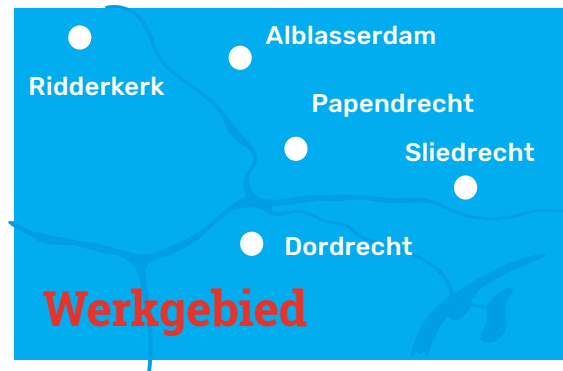 Alblasserdam
Ridderkerk
Papendrecht
Sliedrecht
Dordrecht
Werkgebied